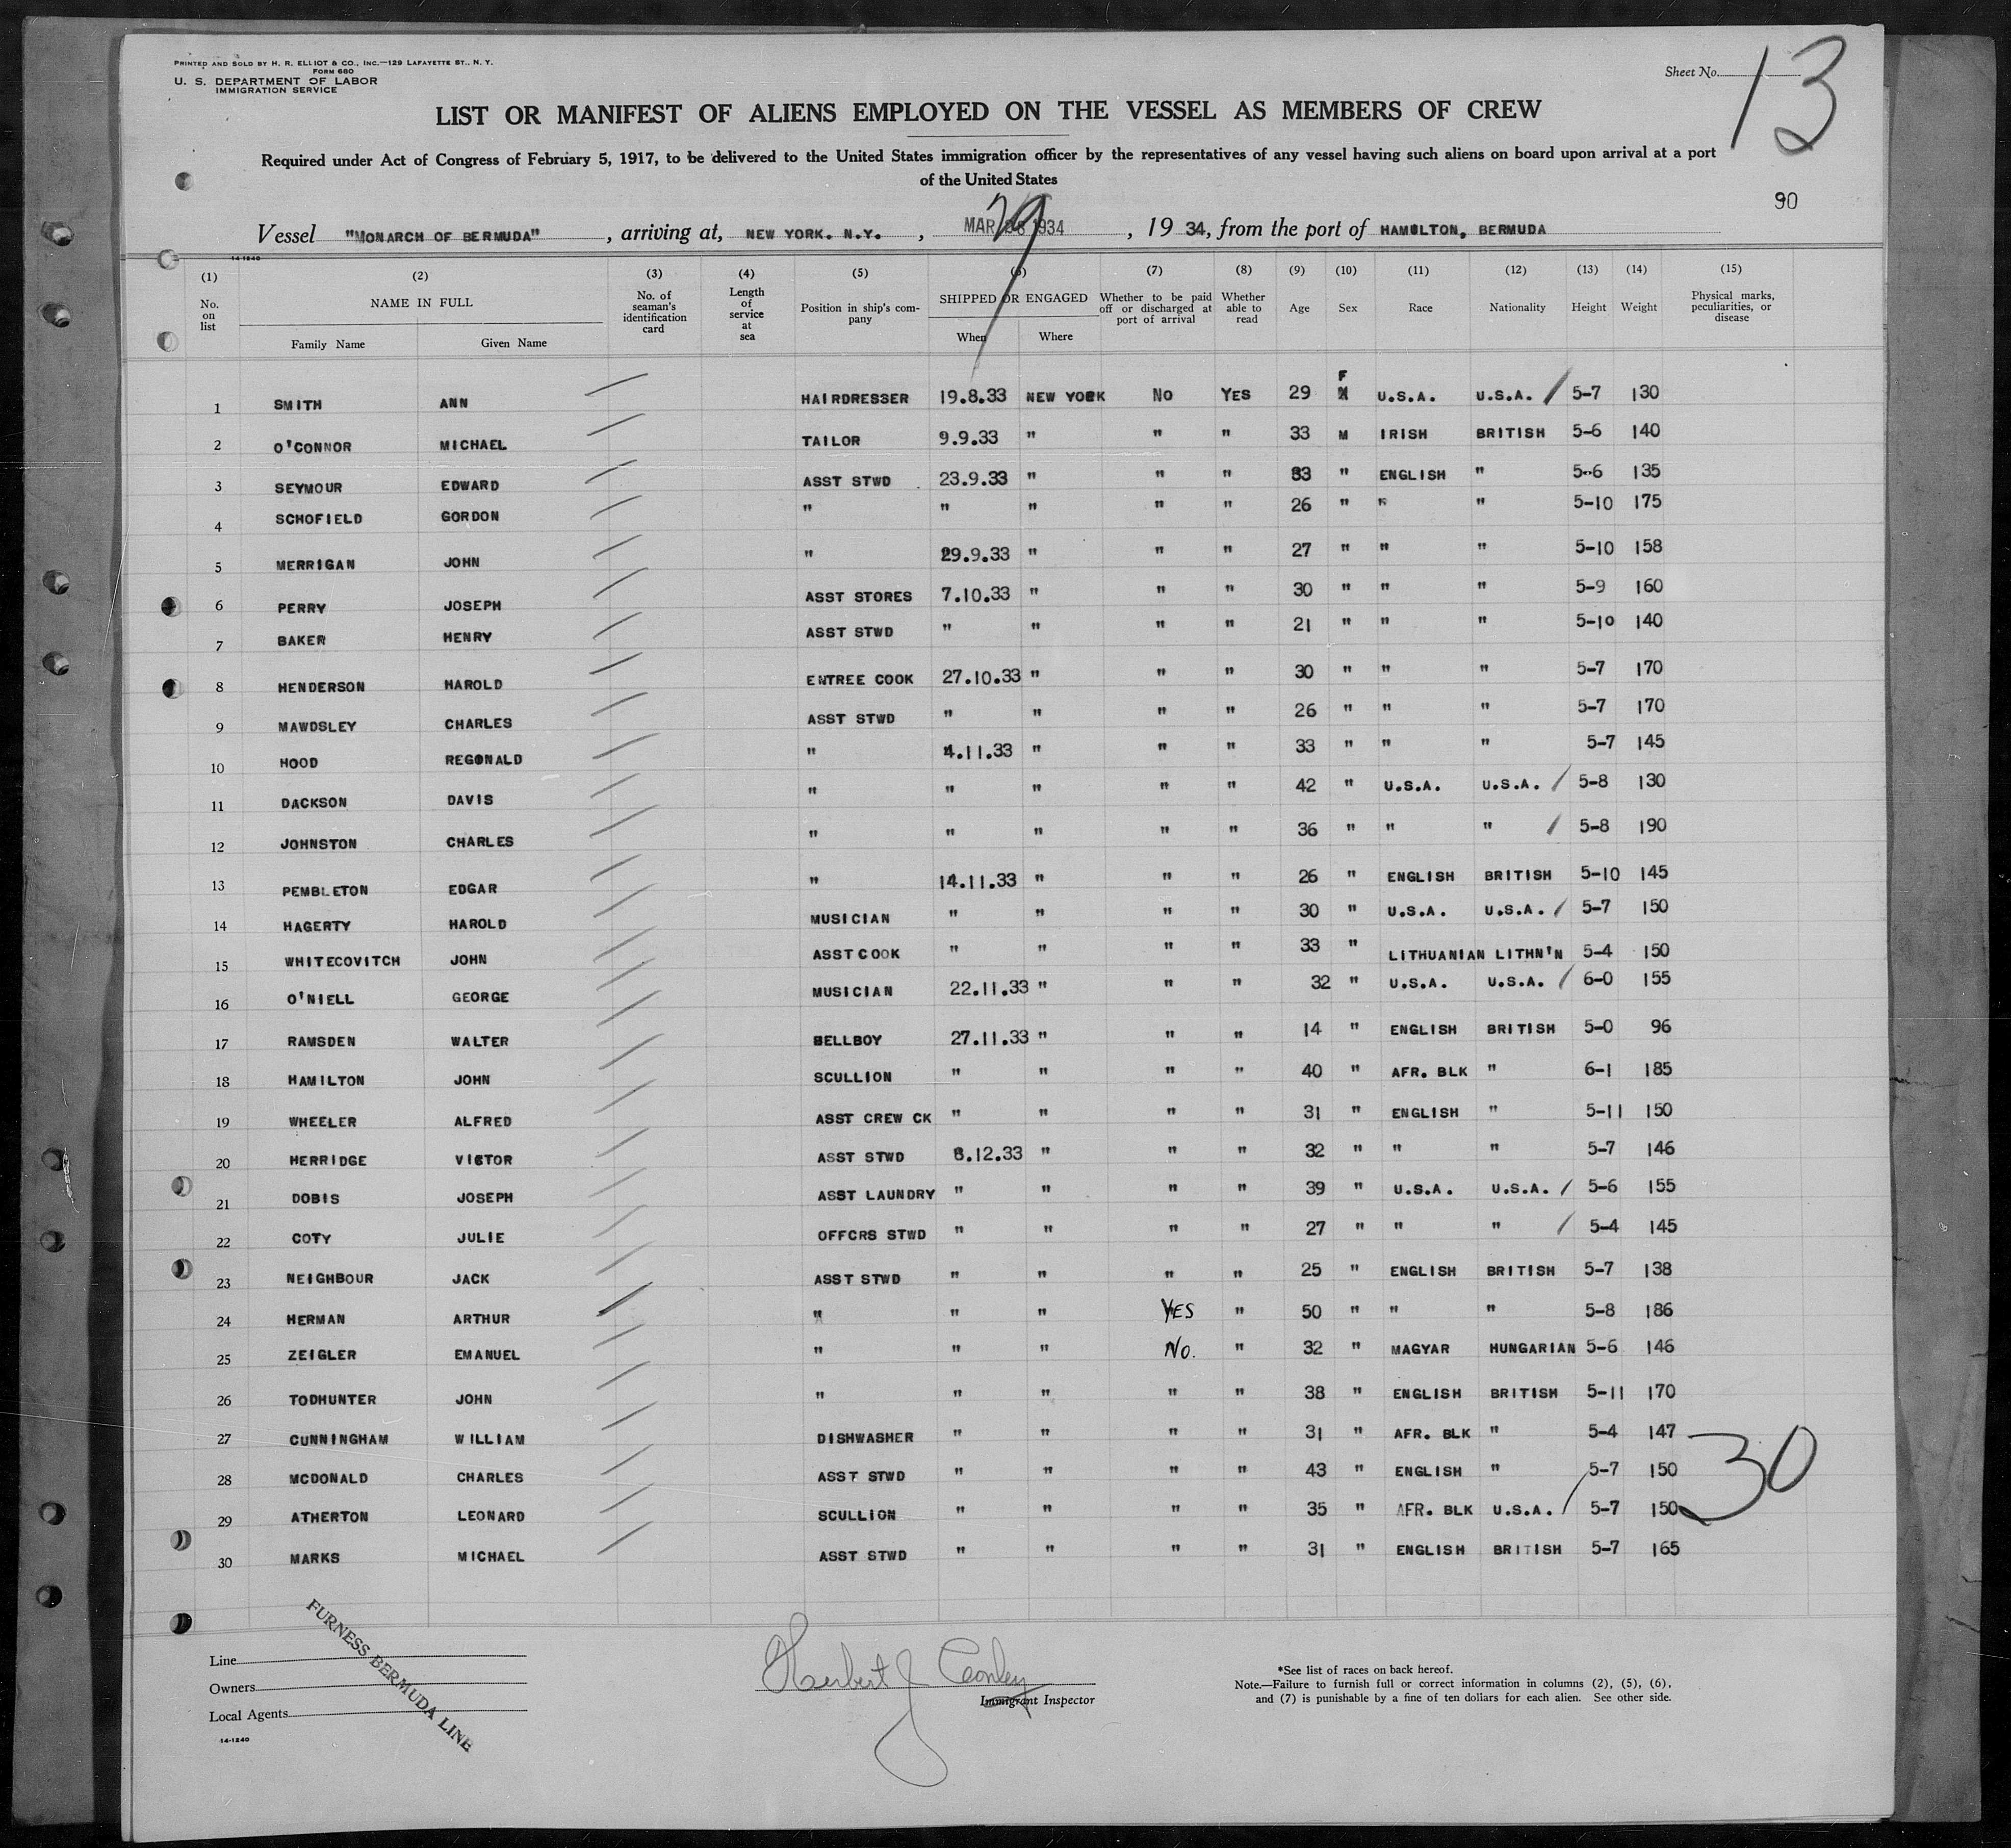 PRINTED AND SOLD BY H. R. ELLIOT & CO., INC.—129 LAFAYETTE ST., N. Y.
FORM 680
U. S. DEPARTMENT OF LABOR
IMMIGRATION SERVICE
Sheet No. 13
LIST OR MANIFEST OF ALIENS EMPLOYED ON THE VESSEL AS MEMBERS OF CREW
Required under Act of Congress of February 5, 1917, to be delivered to the United States immigration officer by the representatives of any vessel having such aliens on board upon arrival at a port
of the United States
90
Vessel "MONARCH OF BERMUDA", arriving at, NEW YORK. N.Y., MAR 1934, 19 34, from the port of HAMILTON, BERMUDA
14-1240
(1) (2) (3) (4) (5) (6) (7) (8) (9) (10) (11) (12) (13) (14) (15)
No. on list NAME IN FULL Family Name Given Name No. of seaman's identification card Length of service at sea Position in ship's company SHIPPED OR ENGAGED When Where Whether to be paid off or discharged at port of arrival Whether able to read Age Sex Race Nationality Height Weight Physical marks, peculiarities, or disease
1 SMITH ANN HAIRDRESSER 19.8.33 NEW YORK NO YES 29 F U.S.A. U.S.A. 5-7 130
2 O'CONNOR MICHAEL TAILOR 9.9.33 " " " 33 M IRISH BRITISH 5-6 140
3 SEYMOUR EDWARD ASST STWD 23.9.33 " " " 33 " ENGLISH " 5-6 135
4 SCHOFIELD GORDON " " " " " 26 " " " 5-10 175
5 MERRIGAN JOHN " 29.9.33 " " " 27 " " " 5-10 158
6 PERRY JOSEPH ASST STORES 7.10.33 " " " 30 " " " 5-9 160
7 BAKER HENRY ASST STWD " " " " 21 " " " 5-10 140
8 HENDERSON HAROLD ENTREE COOK 27.10.33 " " " 30 " " " 5-7 170
9 MAWDSLEY CHARLES ASST STWD " " " " 26 " " " 5-7 170
10 HOOD REGONALD " 4.11.33 " " " 33 " " " 5-7 145
11 DACKSON DAVIS " " " " " 42 " U.S.A. U.S.A. 5-8 130
12 JOHNSTON CHARLES " " " " " 36 " " " 5-8 190
13 PEMBLETON EDGAR " 14.11.33 " " " 26 " ENGLISH BRITISH 5-10 145
14 HAGERTY HAROLD MUSICIAN " " " " 30 " U.S.A. U.S.A. 5-7 150
15 WHITECOVITCH JOHN ASST COOK " " " " 33 " LITHUANIAN LITHN'N 5-4 150
16 O'NIELL GEORGE MUSICIAN 22.11.33 " " " 32 " U.S.A. U.S.A. 6-0 155
17 RAMSDEN WALTER BELLBOY 27.11.33 " " " 14 " ENGLISH BRITISH 5-0 96
18 HAMILTON JOHN SCULLION " " " " 40 " AFR. BLK " 6-1 185
19 WHEELER ALFRED ASST CREW CK " " " " 31 " ENGLISH " 5-11 150
20 HERRIDGE VICTOR ASST STWD 8.12.33 " " " 32 " " " 5-7 146
21 DOBIS JOSEPH ASST LAUNDRY " " " " 39 " U.S.A. U.S.A. 5-6 155
22 COTY JULIE OFFCRS STWD " " " " 27 " " " 5-4 145
23 NEIGHBOUR JACK ASST STWD " " " " 25 " ENGLISH BRITISH 5-7 138
24 HERMAN ARTHUR " " " YES " 50 " " " 5-8 186
25 ZEIGLER EMANUEL " " " No. " 32 " MAGYAR HUNGARIAN 5-6 146
26 TODHUNTER JOHN " " " " " 38 " ENGLISH BRITISH 5-11 170
27 CUNNINGHAM WILLIAM DISHWASHER " " " " 31 " AFR. BLK " 5-4 147
28 MCDONALD CHARLES ASST STWD " " " " 43 " ENGLISH " 5-7 150
29 ATHERTON LEONARD SCULLION " " " " 35 " AFR. BLK U.S.A. 5-7 150
30 MARKS MICHAEL ASST STWD " " " " 31 " ENGLISH BRITISH 5-7 165
30
Line
Owners
Local Agents
FURNESS BERMUDA LINE
14-1240
Herbert J Conley
Immigrant Inspector
*See list of races on back hereof.
Note.—Failure to furnish full or correct information in columns (2), (5), (6),
and (7) is punishable by a fine of ten dollars for each alien. See other side.